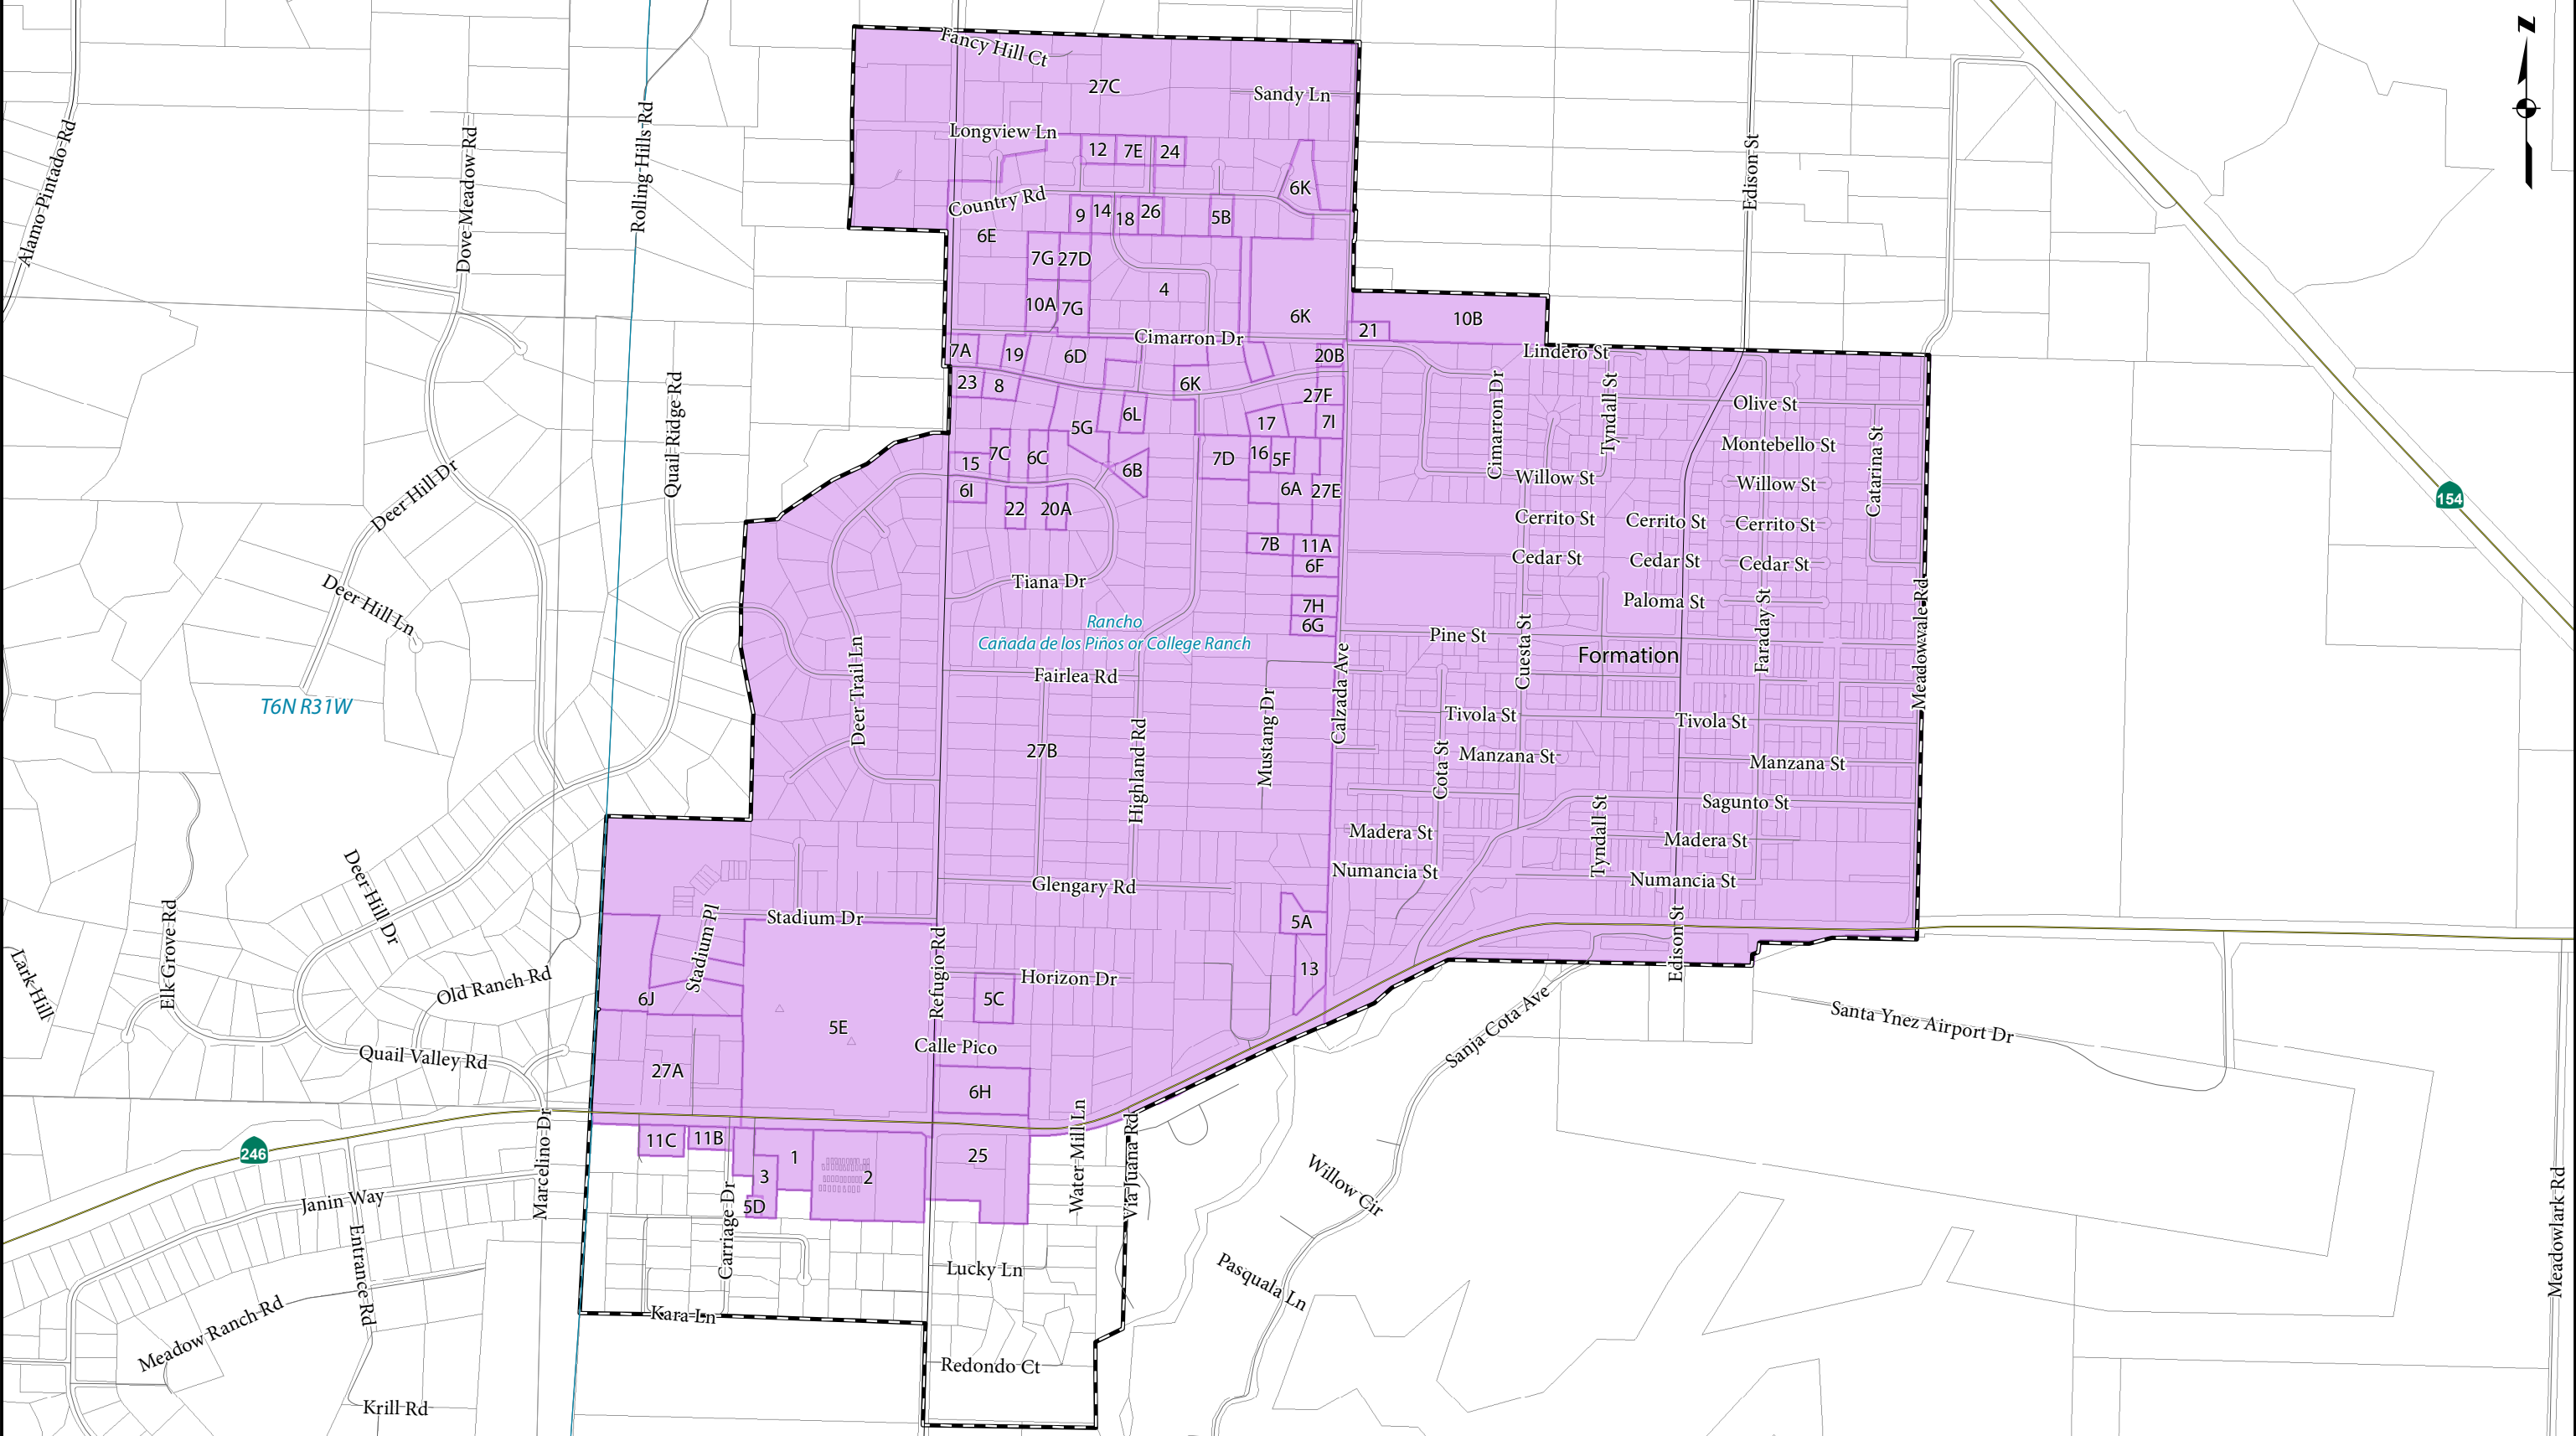 N
Fancy Hill Ct
27C
Sandy Ln
Longview Ln
12
7E
24
6K
Country Rd
9
14
18
26
5B
6E
7G
27D
10A
7G
4
6K
10B
21
Cimarron Dr
7A
19
6D
20B
Lindero St
23
8
6K
27F
6L
5G
17
7I
15
7C
6C
6B
7D
16
5F
6I
22
20A
6A
27E
7B
11A
6F
7H
6G
Tiana Dr
Rancho
Cañada de los Piños or College Ranch
Alamo Pintado Rd
Dove Meadow Rd
Rolling Hills Rd
Quail Ridge Rd
Deer Hill Dr
Deer Hill Ln
T6N R31W
Edison St
154
Cimarron Dr
Tyndall St
Olive St
Montebello St
Catarina St
Willow St
Willow St
Cerrito St
Cerrito St
Cerrito St
Cedar St
Cedar St
Cedar St
Paloma St
Faraday St
Meadowvale Rd
Pine St
Cuesta St
Formation
Calzada Ave
Fairlea Rd
Deer Trail Ln
Mustang Dr
Highland Rd
27B
Tivola St
Tivola St
Cota St
Manzana St
Manzana St
Sagunto St
Tyndall St
Madera St
Madera St
Numancia St
Numancia St
Glengary Rd
Stadium Dr
Stadium Pl
Refugio Rd
5A
13
Edison St
Horizon Dr
5C
6J
5E
Calle Pico
27A
6H
Deer Hill Dr
Elk Grove Rd
Lark Hill
Old Ranch Rd
Quail Valley Rd
Sanja Cota Ave
Santa Ynez Airport Dr
246
Marcelino Dr
11C
11B
1
3
2
5D
25
Water Mill Ln
Via Juana Rd
Carriage Dr
Janin Way
Entrance Rd
Willow Cir
Pasquala Ln
Meadowlark Rd
Lucky Ln
Kara Ln
Meadow Ranch Rd
Redondo Ct
Krill Rd